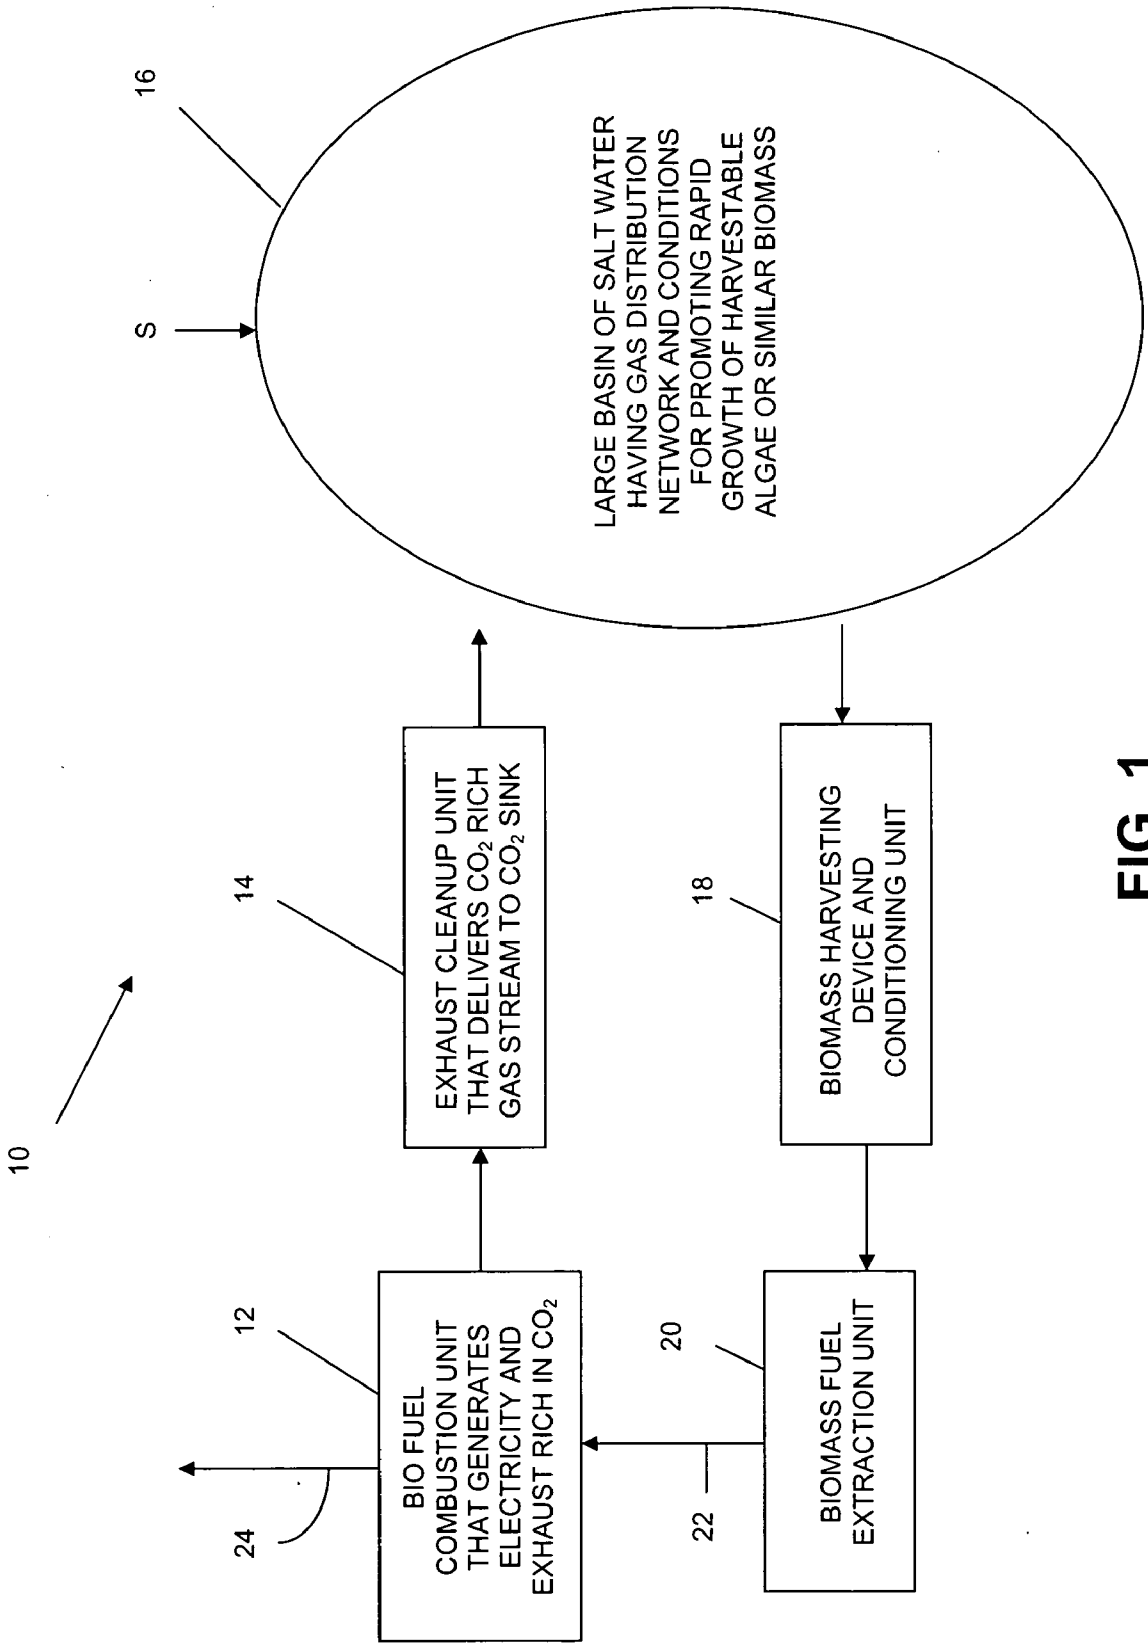 10
S
16
14
12
24
BIO FUEL
COMBUSTION UNIT
THAT GENERATES
ELECTRICITY AND
EXHAUST RICH IN CO₂
EXHAUST CLEANUP UNIT
THAT DELIVERS CO₂ RICH
GAS STREAM TO CO₂ SINK
LARGE BASIN OF SALT WATER
HAVING GAS DISTRIBUTION
NETWORK AND CONDITIONS
FOR PROMOTING RAPID
GROWTH OF HARVESTABLE
ALGAE OR SIMILAR BIOMASS
22
20
18
BIOMASS FUEL
EXTRACTION UNIT
BIOMASS HARVESTING
DEVICE AND
CONDITIONING UNIT
FIG. 1